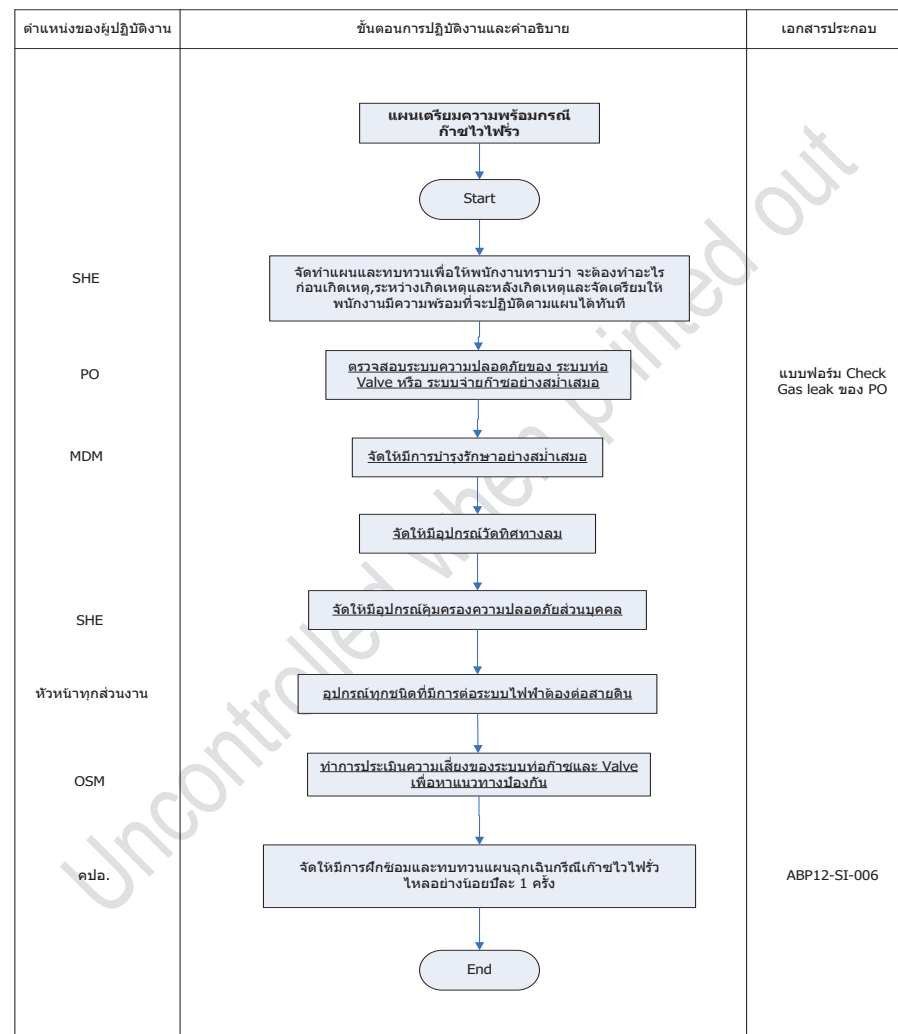 ตำแหน่งของผู้ปฏิบัติงาน
ขั้นตอนการปฏิบัติงานและคำอธิบาย
เอกสารประกอบ
แผนเตรียมความพร้อมกรณี
ก๊าซไวไฟรั่ว
Start
SHE
จัดทำแผนและทบทวนเพื่อให้พนักงานทราบว่า จะต้องทำอะไร
ก่อนเกิดเหตุ,ระหว่างเกิดเหตุและหลังเกิดเหตุและจัดเตรียมให้
พนักงานมีความพร้อมที่จะปฏิบัติตามแผนได้ทันที
PO
ตรวจสอบระบบความปลอดภัยของ ระบบท่อ
Valve หรือ ระบบจ่ายก๊าซอย่างสม่ำเสมอ
แบบฟอร์ม Check
Gas leak ของ PO
MDM
จัดให้มีการบำรุงรักษาอย่างสม่ำเสมอ
จัดให้มีอุปกรณ์วัดทิศทางลม
SHE
จัดให้มีอุปกรณ์คุ้มครองความปลอดภัยส่วนบุคคล
หัวหน้าทุกส่วนงาน
อุปกรณ์ทุกชนิดที่มีการต่อระบบไฟฟ้าต้องต่อสายดิน
OSM
ทำการประเมินความเสี่ยงของระบบท่อก๊าซและ Valve
เพื่อหาแนวทางป้องกัน
คปอ.
จัดให้มีการฝึกซ้อมและทบทวนแผนฉุกเฉินกรีณีเก๊าซไวไฟรั่ว
ไหลอย่างน้อยปีละ 1 ครั้ง
ABP12-SI-006
End
Uncontrolled when printed out